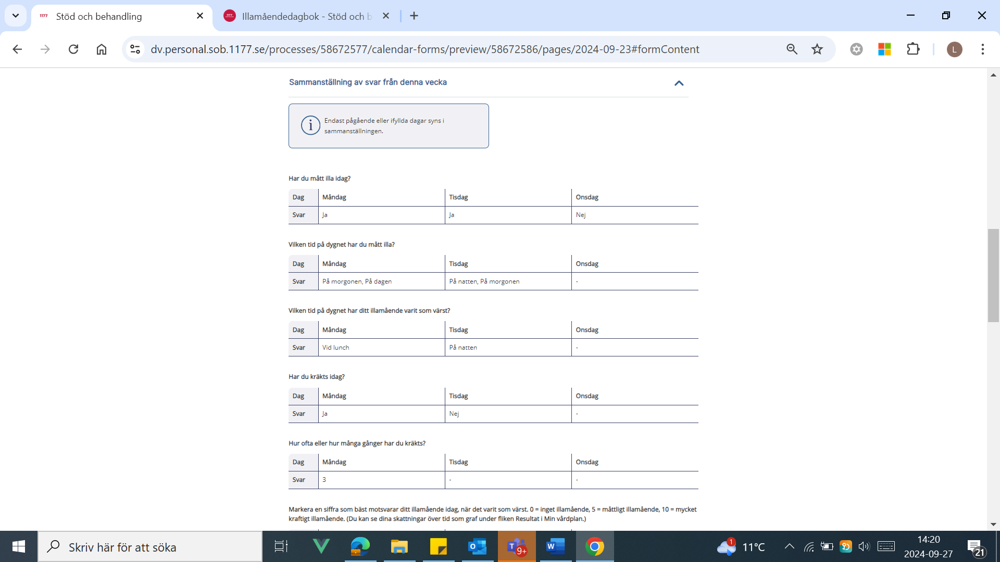 1177 Stöd och behandling
1177 Illamåendedagbok - Stöd och b
dv.personal.sob.1177.se/processes/58672577/calendar-forms/preview/58672586/pages/2024-09-23#formContent
L
Sammanställning av svar från denna vecka
i Endast pågående eller ifyllda dagar syns i
sammanställningen.
Har du mått illa idag?
Dag Måndag Tisdag Onsdag
Svar Ja Ja Nej
Vilken tid på dygnet har du mått illa?
Dag Måndag Tisdag Onsdag
Svar På morgonen, På dagen På natten, På morgonen -
Vilken tid på dygnet har ditt illamående varit som värst?
Dag Måndag Tisdag Onsdag
Svar Vid lunch På natten -
Har du kräkts idag?
Dag Måndag Tisdag Onsdag
Svar Ja Nej -
Hur ofta eller hur många gånger har du kräkts?
Dag Måndag Tisdag Onsdag
Svar 3 - -
Markera en siffra som bäst motsvarar ditt illamående idag, när det varit som värst. 0 = inget illamående, 5 = måttligt illamående, 10 = mycket
kraftigt illamående. (Du kan se dina skattningar över tid som graf under fliken Resultat i Min vårdplan.)
Skriv här för att söka
9+
1 11°C
14:20
2024-09-27
21